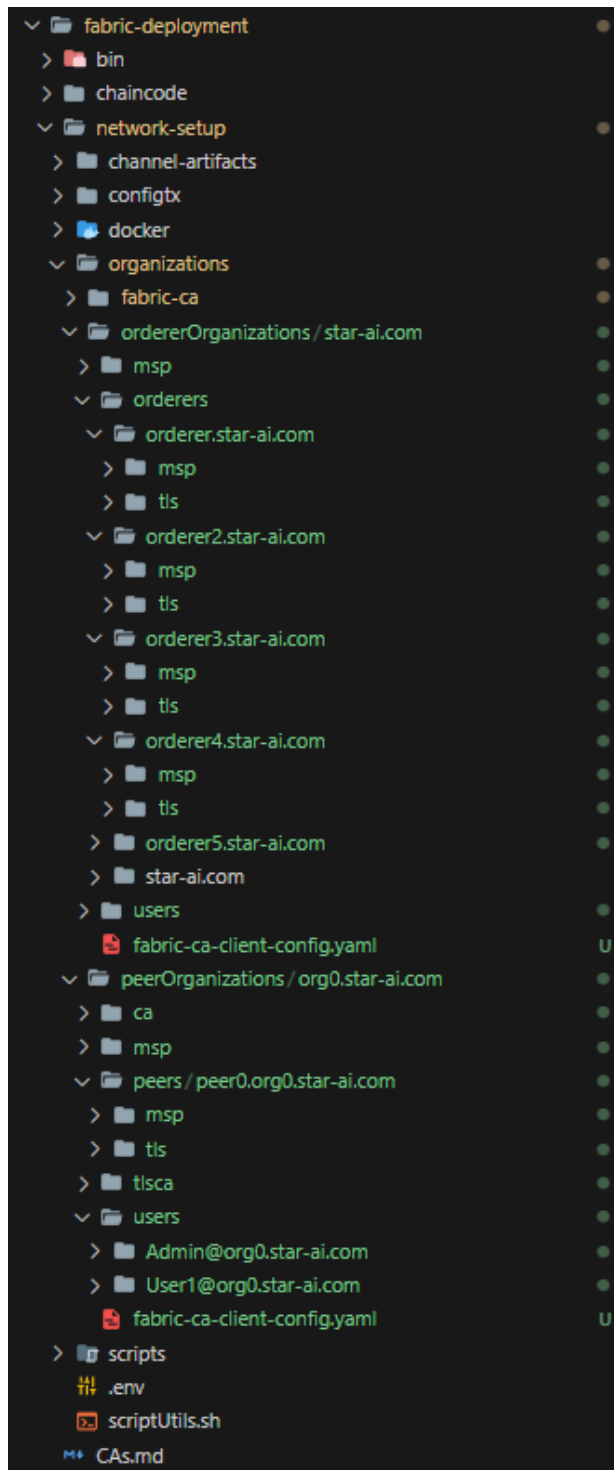 fabric-deployment
bin
chaincode
network-setup
channel-artifacts
configtx
docker
organizations
fabric-ca
ordererOrganizations / star-ai.com
msp
orderers
orderer.star-ai.com
msp
tls
orderer2.star-ai.com
msp
tls
orderer3.star-ai.com
msp
tls
orderer4.star-ai.com
msp
tls
orderer5.star-ai.com
star-ai.com
users
fabric-ca-client-config.yaml U
peerOrganizations / org0.star-ai.com
ca
msp
peers / peer0.org0.star-ai.com
msp
tls
tlsca
users
Admin@org0.star-ai.com
User1@org0.star-ai.com
fabric-ca-client-config.yaml U
scripts
.env
scriptUtils.sh
CAs.md